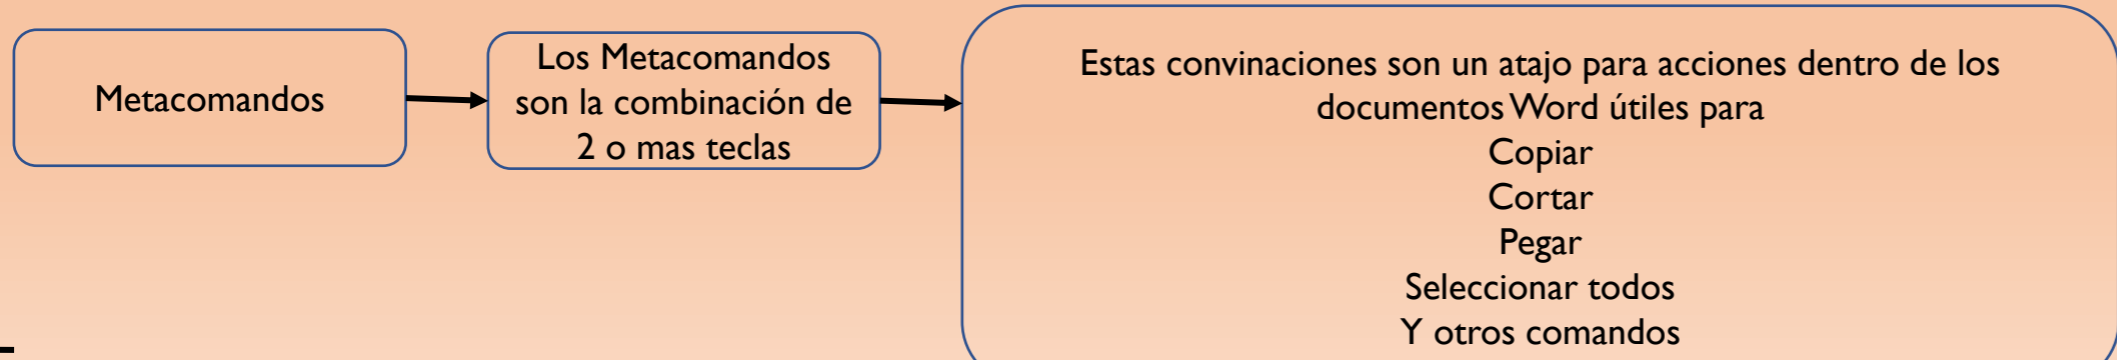 Metacomandos
Los Metacomandos
son la combinación de
2 o mas teclas
Estas convinaciones son un atajo para acciones dentro de los
documentos Word útiles para
Copiar
Cortar
Pegar
Seleccionar todos
Y otros comandos